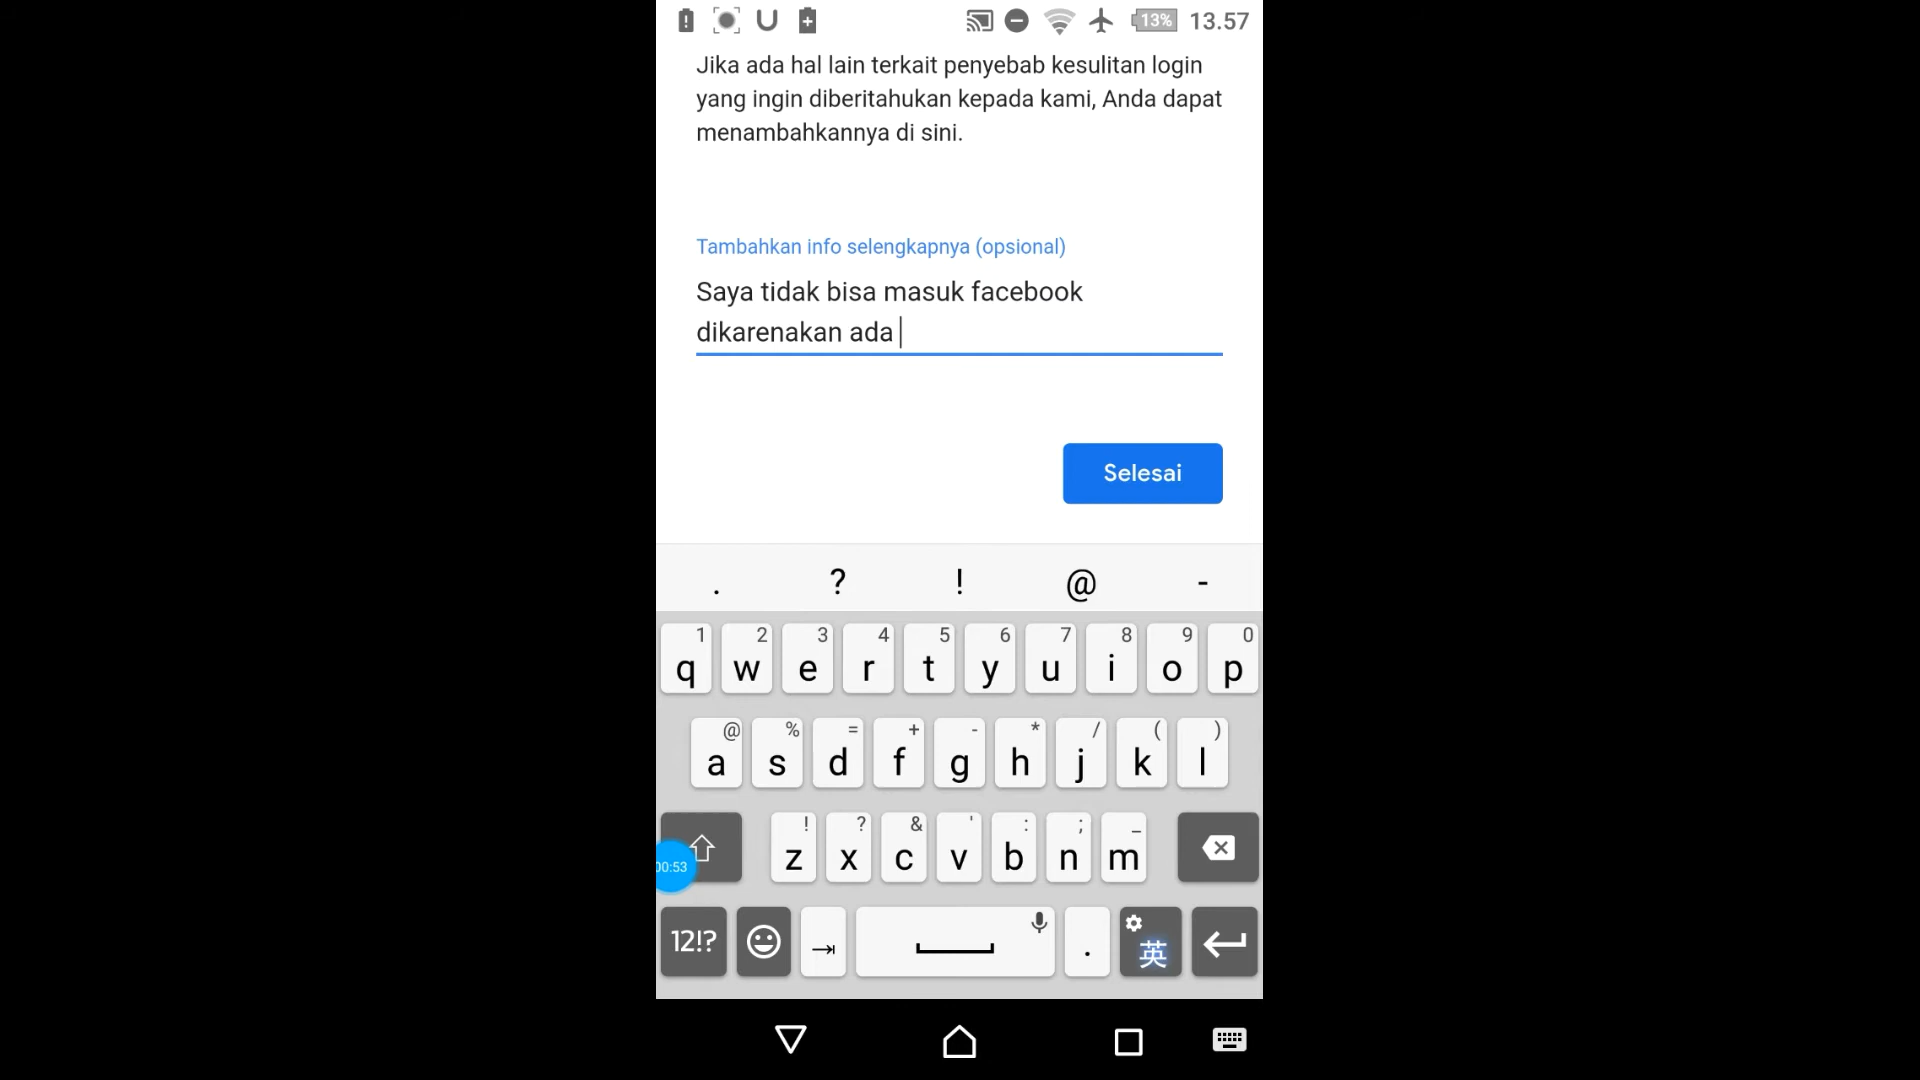 13% 13.57
Jika ada hal lain terkait penyebab kesulitan login
yang ingin diberitahukan kepada kami, Anda dapat
menambahkannya di sini.
Tambahkan info selengkapnya (opsional)
Saya tidak bisa masuk facebook
dikarenakan ada
Selesai
. ? ! @ -
1 2 3 4 5 6 7 8 9 0
q w e r t y u i o p
@ % = + - * / ( )
a s d f g h j k l
! ? & ' : ; _
z x c v b n m
00:53
12!? . 英